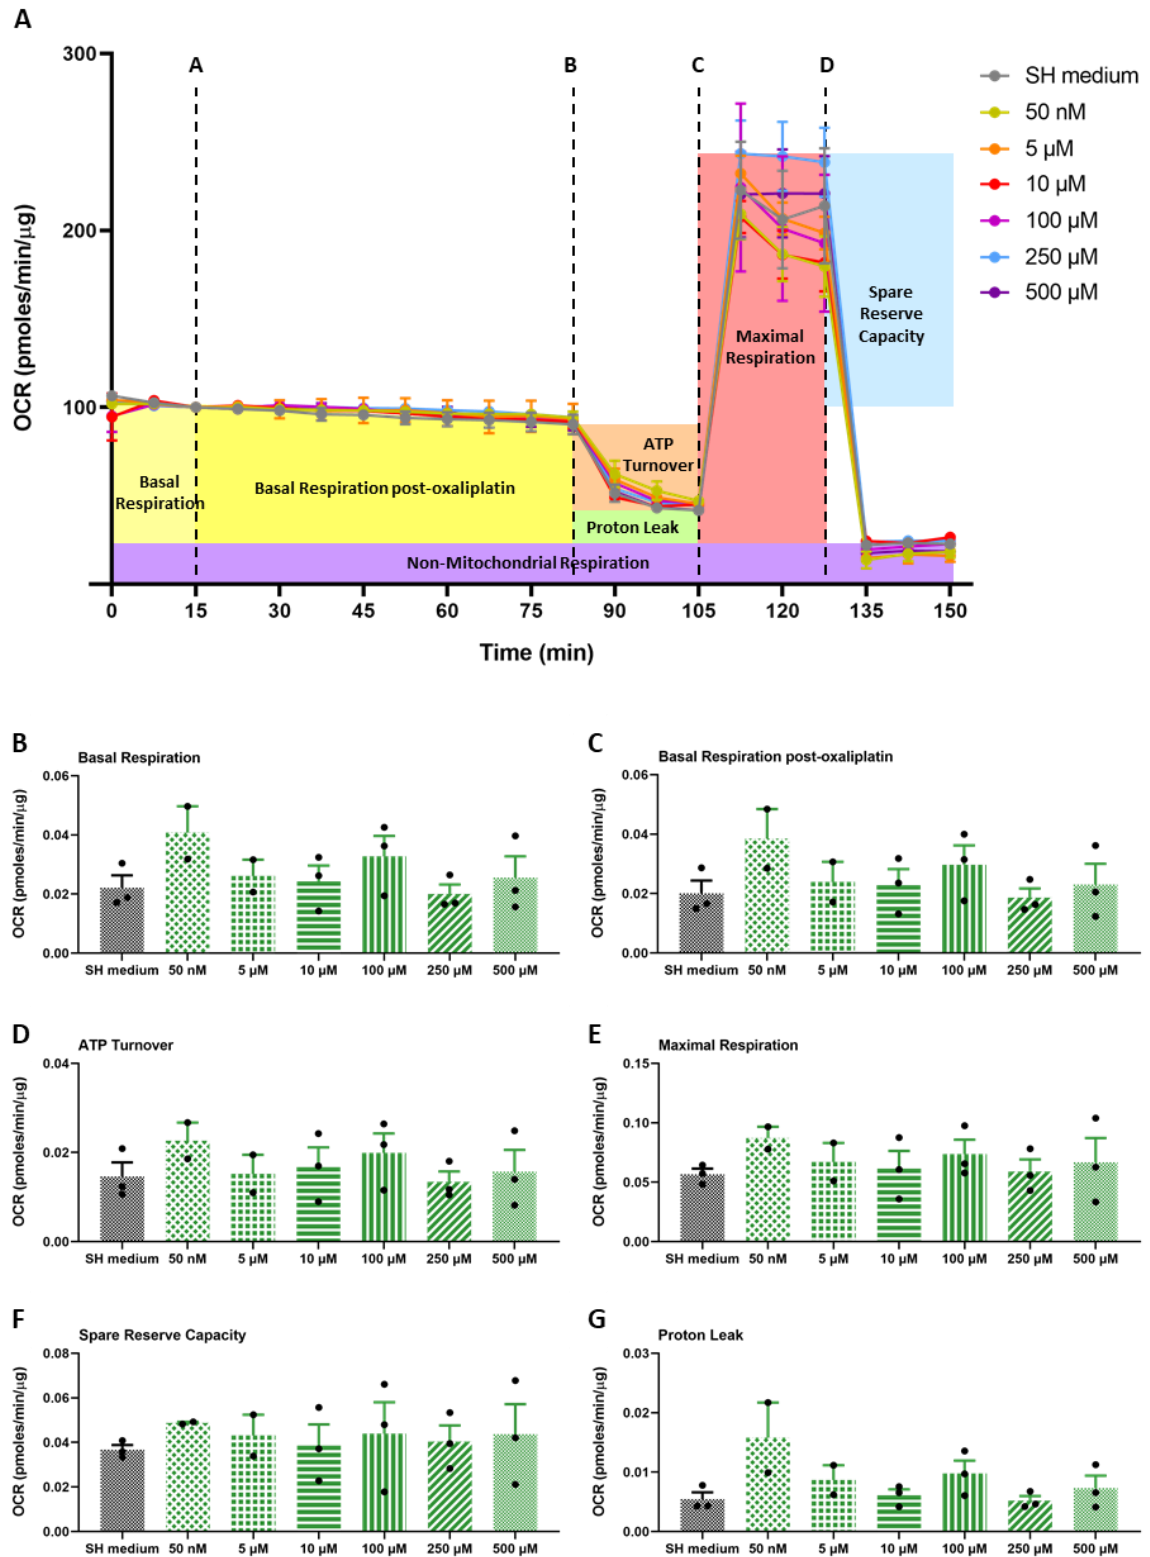 A
300
200
100
OCR (pmoles/min/µg)
A
B
C
D
SH medium
50 nM
5 µM
10 µM
100 µM
250 µM
500 µM
Spare
Reserve
Capacity
Maximal
Respiration
ATP
Turnover
Basal
Respiration
Basal Respiration post-oxaliplatin
Proton Leak
Non-Mitochondrial Respiration
0 15 30 45 60 75 90 105 120 135 150
Time (min)
B
Basal Respiration
OCR (pmoles/min/µg)
0.06
0.04
0.02
0.00
SH medium 50 nM 5 µM 10 µM 100 µM 250 µM 500 µM
C
Basal Respiration post-oxaliplatin
OCR (pmoles/min/µg)
0.06
0.04
0.02
0.00
SH medium 50 nM 5 µM 10 µM 100 µM 250 µM 500 µM
D
ATP Turnover
OCR (pmoles/min/µg)
0.04
0.02
0.00
SH medium 50 nM 5 µM 10 µM 100 µM 250 µM 500 µM
E
Maximal Respiration
OCR (pmoles/min/µg)
0.15
0.10
0.05
0.00
SH medium 50 nM 5 µM 10 µM 100 µM 250 µM 500 µM
F
Spare Reserve Capacity
OCR (pmoles/min/µg)
0.08
0.06
0.04
0.02
0.00
SH medium 50 nM 5 µM 10 µM 100 µM 250 µM 500 µM
G
Proton Leak
OCR (pmoles/min/µg)
0.03
0.02
0.01
0.00
SH medium 50 nM 5 µM 10 µM 100 µM 250 µM 500 µM